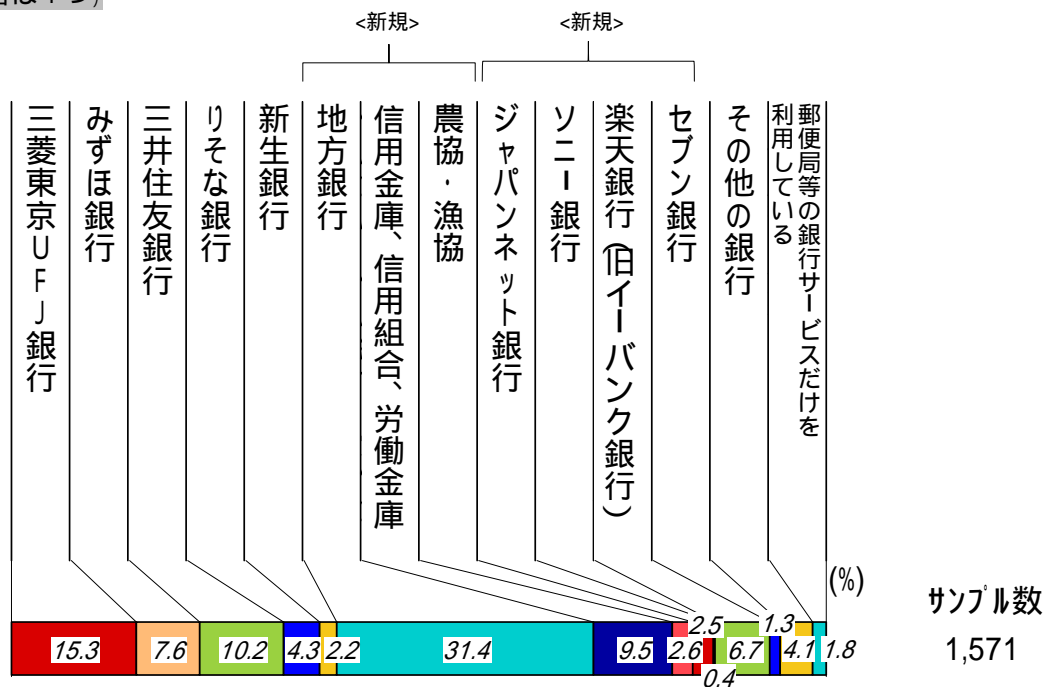 <新規>
<新規>
三菱東京UFJ銀行
みずほ銀行
三井住友銀行
りそな銀行
新生銀行
地方銀行
信用金庫、信用組合、労働金庫
農協・漁協
ジャパンネット銀行
ソニー銀行
楽天銀行(旧イーバンク銀行)
セブン銀行
その他の銀行
郵便局等の銀行サービスだけを
利用している
(%)
サンプル数
15.3
7.6
10.2
4.3
2.2
31.4
9.5
2.6
2.5
0.4
6.7
1.3
4.1
1.8
1,571